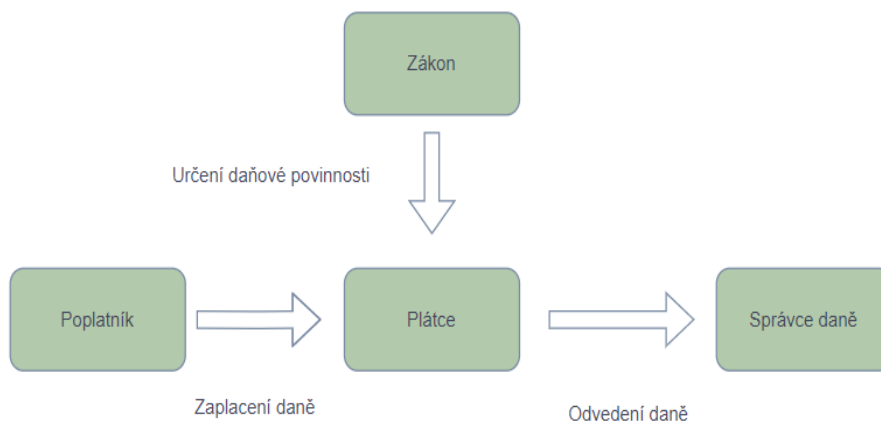 Zákon
Určení daňové povinnosti
Poplatník
Plátce
Správce daně
Zaplacení daně
Odvedení daně